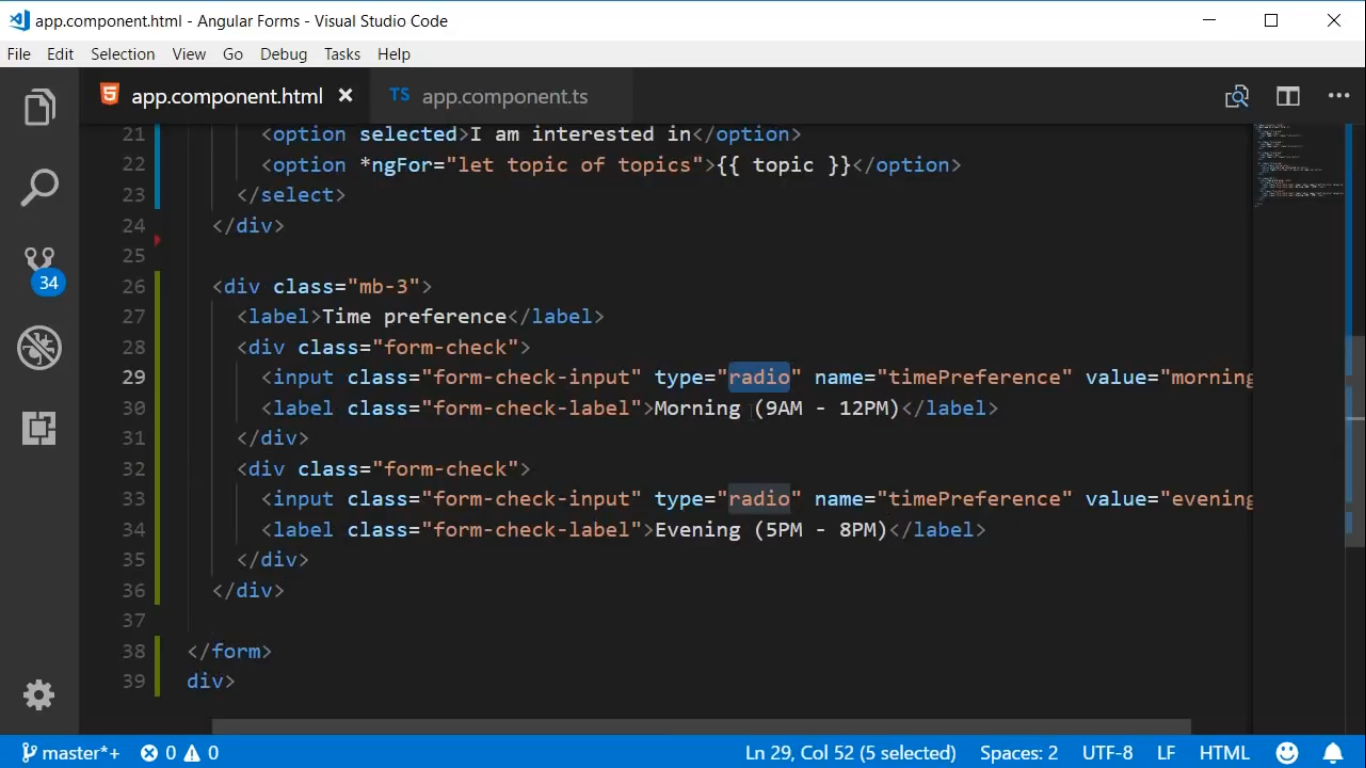 app.component.html - Angular Forms - Visual Studio Code
File Edit Selection View Go Debug Tasks Help
app.component.html
TS app.component.ts
21 <option selected>I am interested in</option>
22 <option *ngFor="let topic of topics">{{ topic }}</option>
23 </select>
24 </div>
25
26 <div class="mb-3">
27 <label>Time preference</label>
28 <div class="form-check">
29 <input class="form-check-input" type="radio" name="timePreference" value="morning
30 <label class="form-check-label">Morning (9AM - 12PM)</label>
31 </div>
32 <div class="form-check">
33 <input class="form-check-input" type="radio" name="timePreference" value="evening
34 <label class="form-check-label">Evening (5PM - 8PM)</label>
35 </div>
36 </div>
37
38 </form>
39 div>
34
master*+ 0 0 Ln 29, Col 52 (5 selected) Spaces: 2 UTF-8 LF HTML